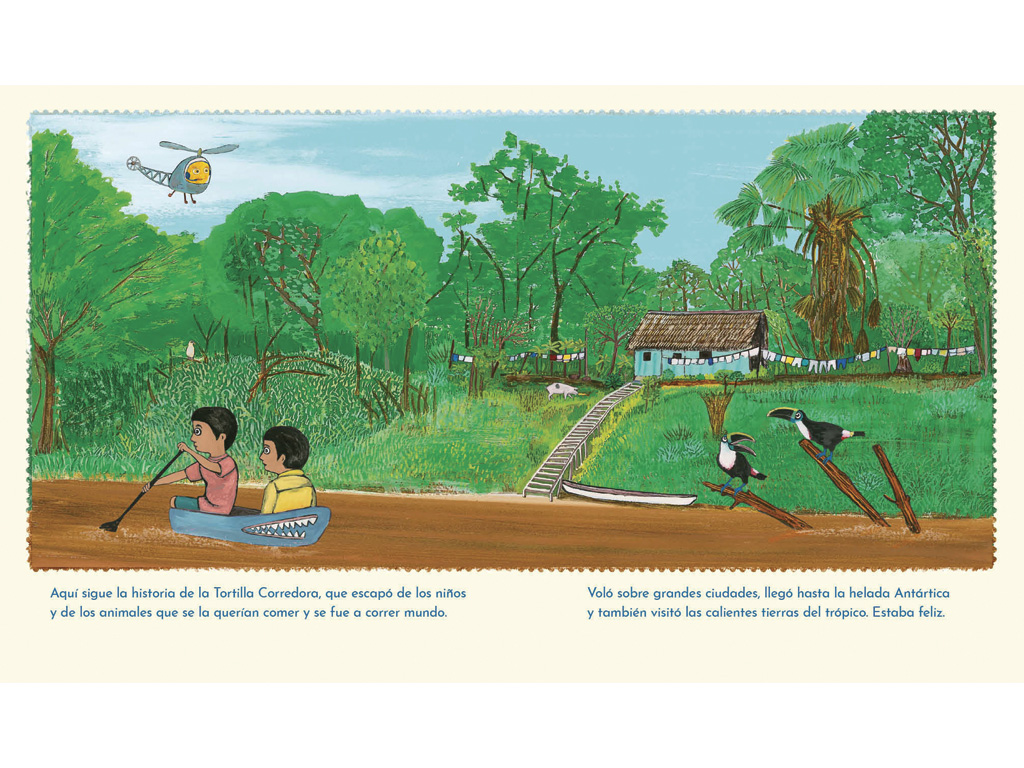 Aquí sigue la historia de la Tortilla Corredora, que escapó de los niños
y de los animales que se la querían comer y se fue a correr mundo.
Voló sobre grandes ciudades, llegó hasta la helada Antártica
y también visitó las calientes tierras del trópico. Estaba feliz.